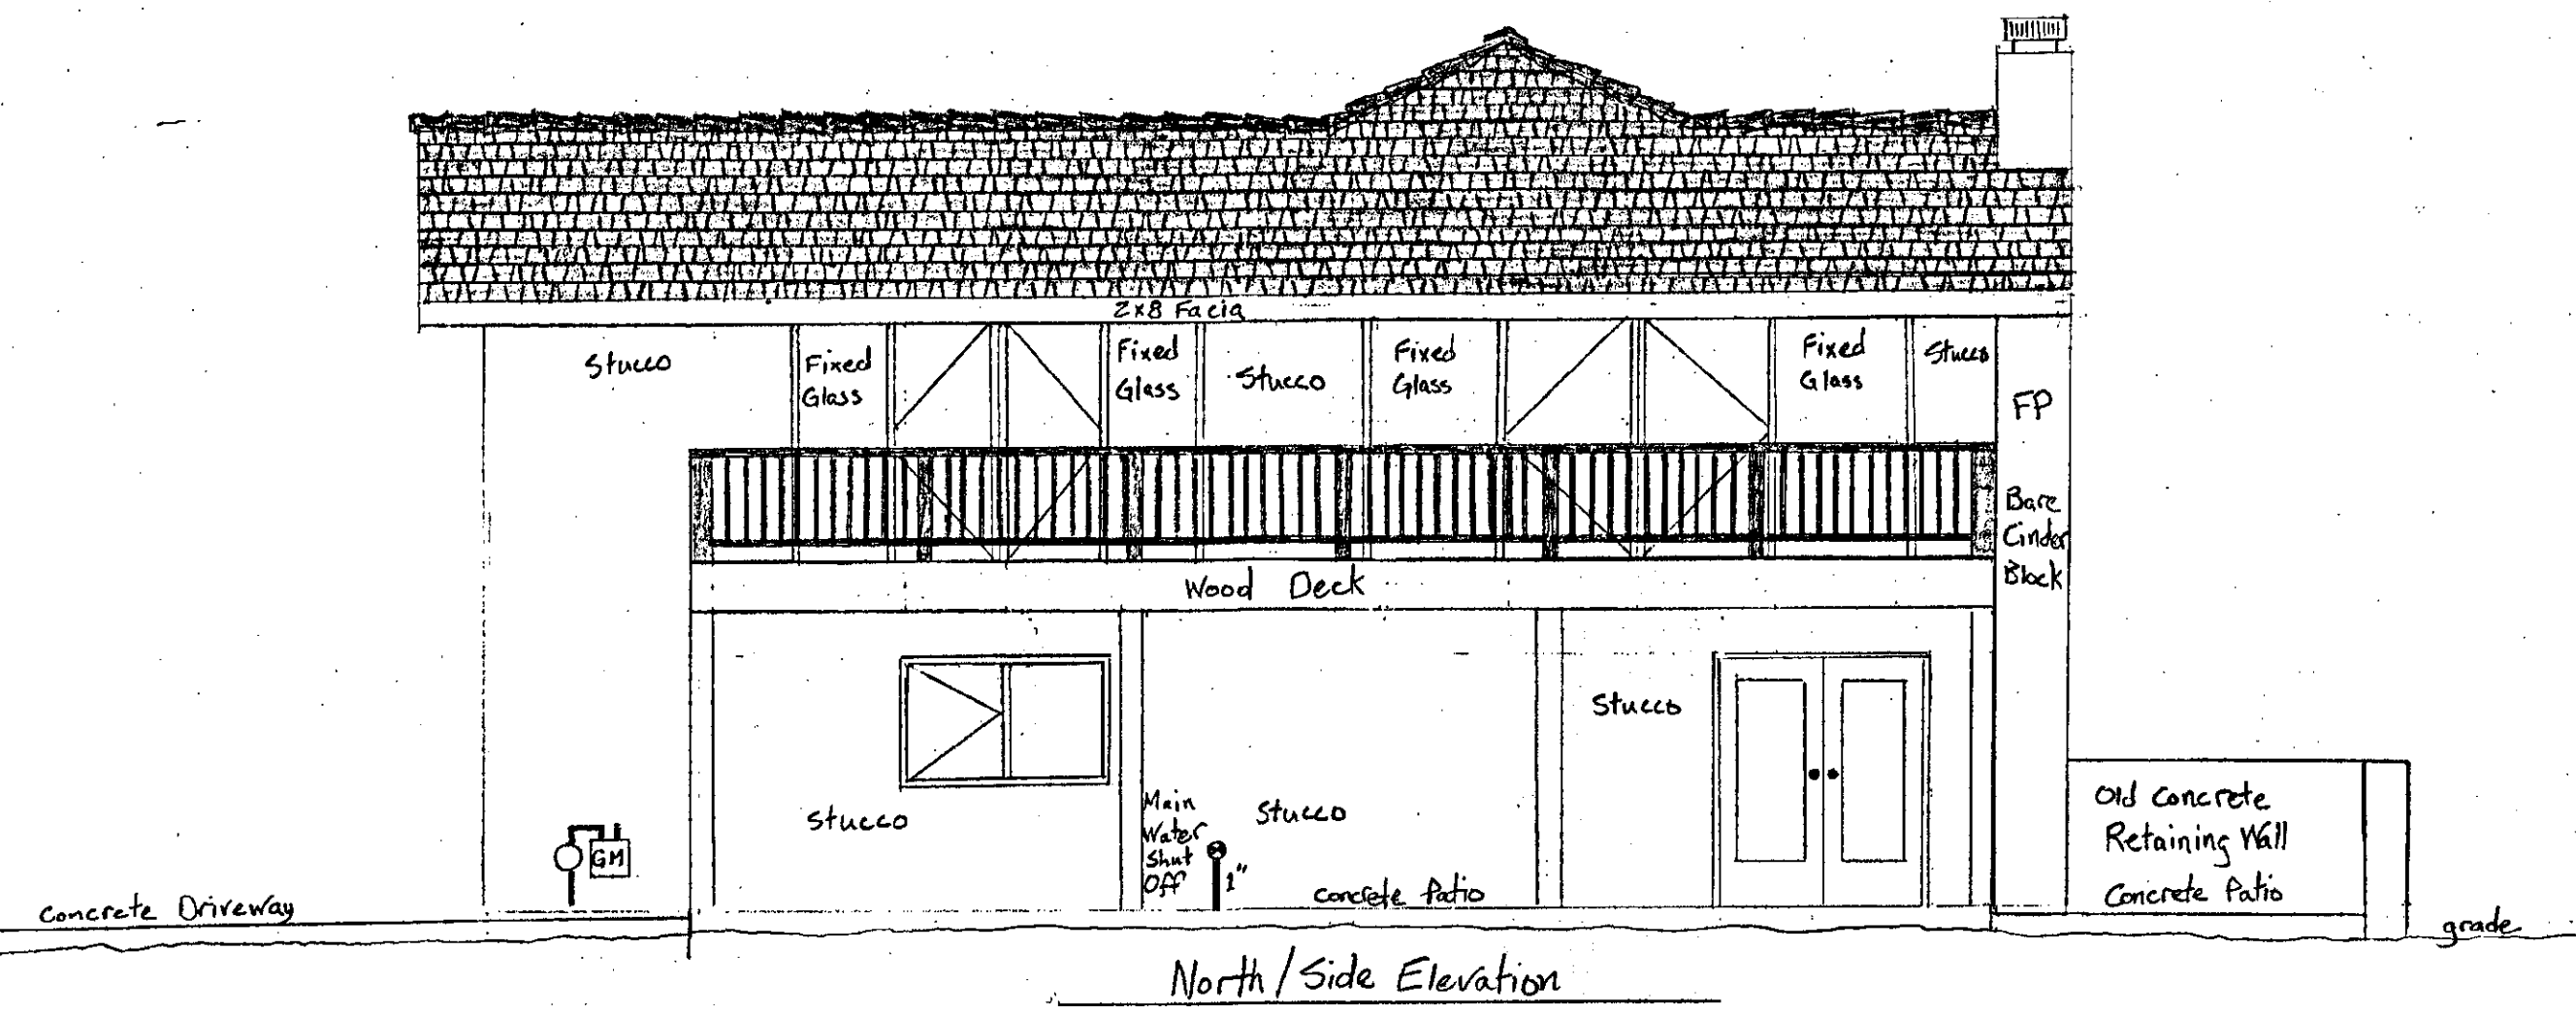 2x8 Facia
Stucco
Fixed
Glass
Fixed
Glass
Stucco
Fixed
Glass
Fixed
Glass
Stucco
FP
Bare
Cinder
Block
Wood Deck
Stucco
Stucco
Main
Water
Shut
Off
1"
Stucco
GM
Concrete Driveway
Concrete Patio
Old Concrete
Retaining Wall
Concrete Patio
grade
North/Side Elevation